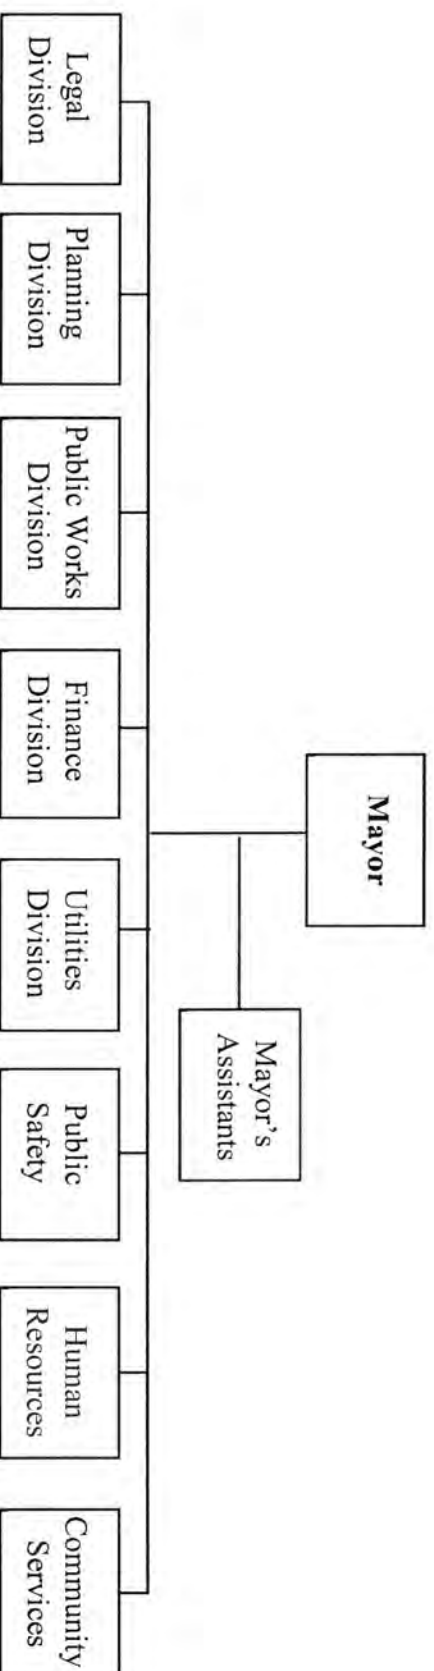 Mayor
Mayor's
Assistants
Legal
Division
Planning
Division
Public Works
Division
Finance
Division
Utilities
Division
Public
Safety
Human
Resources
Community
Services